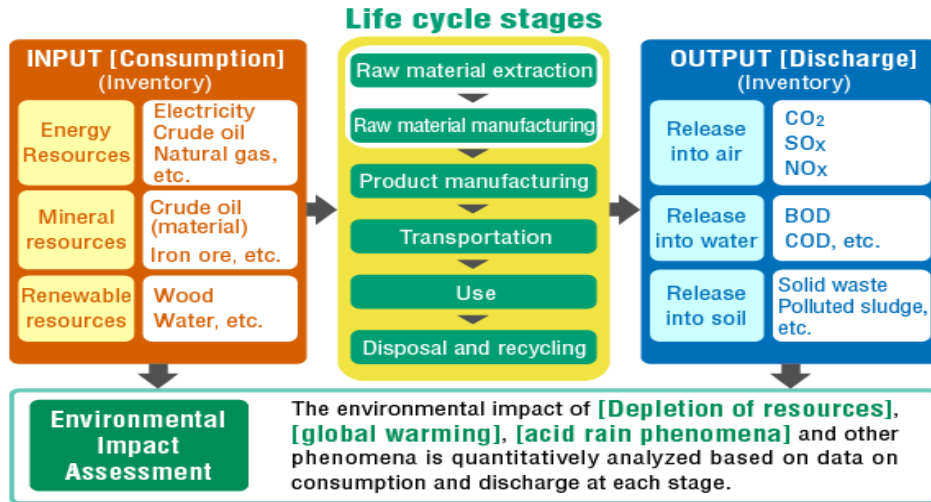 Life cycle stages
INPUT [Consumption]
(Inventory)
Energy
Resources
Electricity
Crude oil
Natural gas,
etc.
Mineral
resources
Crude oil
(material)
Iron ore, etc.
Renewable
resources
Wood
Water, etc.
Raw material extraction
Raw material manufacturing
Product manufacturing
Transportation
Use
Disposal and recycling
OUTPUT [Discharge]
(Inventory)
Release
into air
CO₂
SOx
NOx
Release
into water
BOD
COD, etc.
Release
into soil
Solid waste
Polluted sludge,
etc.
Environmental
Impact
Assessment
The environmental impact of [Depletion of resources],
[global warming], [acid rain phenomena] and other
phenomena is quantitatively analyzed based on data on
consumption and discharge at each stage.